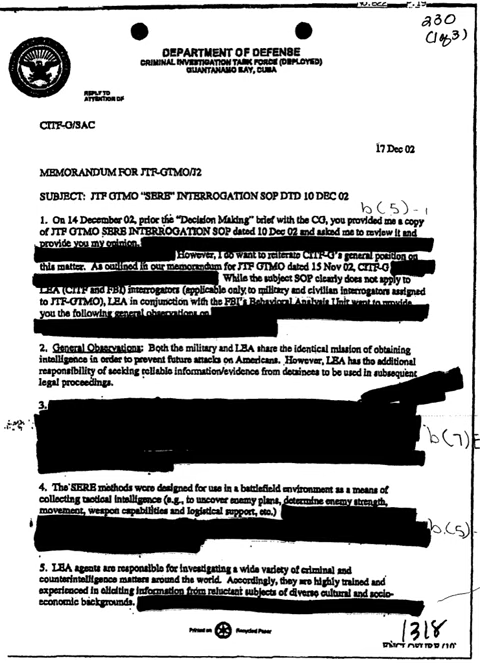 230
(1 of 3)
DEPARTMENT OF DEFENSE
CRIMINAL INVESTIGATION TASK FORCE (DEPLOYED)
GUANTANAMO BAY, CUBA
REPLY TO
ATTENTION OF
CITF-G/SAC
17 Dec 02
MEMORANDUM FOR JTF-GTMO/J2
SUBJECT: JTF GTMO "SERE" INTERROGATION SOP DTD 10 DEC 02
b(5)-1
1. On 14 December 02, prior the "Decision Making" brief with the CG, you provided me a copy
of JTF GTMO SERE INTERROGATION SOP dated 10 Dec 02 and asked me to review it and
provide you my opinion.
However, I do want to reiterate CITF-G's general position on
this matter. As outlined in our memorandum for JTF GTMO dated 15 Nov 02, CITF-G
While the subject SOP clearly does not apply to
LEA (CITF and FBI) interrogators (applicable only to military and civilian interrogators assigned
to JTF-GTMO), LEA in conjunction with the FBI's Behavioral Analysis Unit want to provide
you the following general observations on
2. General Observations: Both the military and LEA share the identical mission of obtaining
intelligence in order to prevent future attacks on Americans. However, LEA has the additional
responsibility of seeking reliable information/evidence from detainees to be used in subsequent
legal proceedings.
3.
b(7)
4. The SERE methods were designed for use in a battlefield environment as a means of
collecting tactical intelligence (e.g., to uncover enemy plans, determine enemy strength,
movement, weapon capabilities and logistical support, etc.)
b(5)-
5. LEA agents are responsible for investigating a wide variety of criminal and
counterintelligence matters around the world. Accordingly, they are highly trained and
experienced in eliciting information from reluctant subjects of diverse cultural and socio-
economic backgrounds.
Printed on Recycled Paper
1318